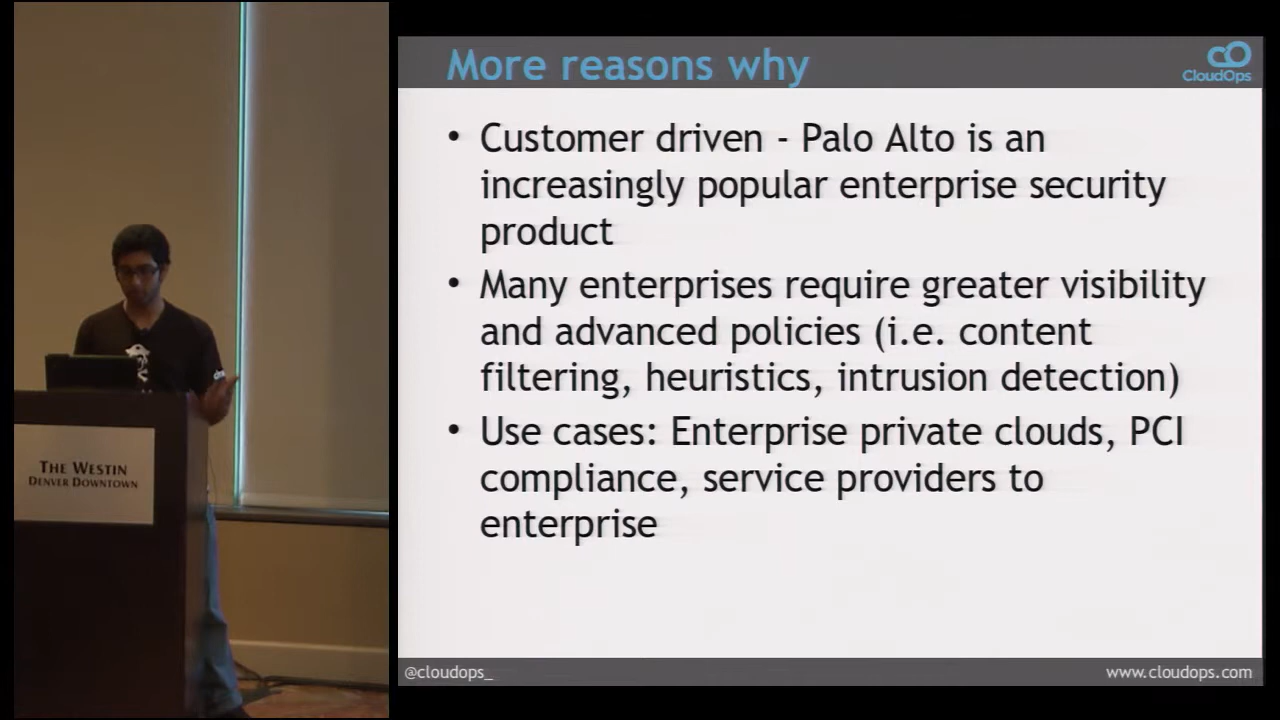 More reasons why
CloudOps
• Customer driven - Palo Alto is an
increasingly popular enterprise security
product
• Many enterprises require greater visibility
and advanced policies (i.e. content
filtering, heuristics, intrusion detection)
• Use cases: Enterprise private clouds, PCI
compliance, service providers to
enterprise
@cloudops_
www.cloudops.com
THE WESTIN
DENVER DOWNTOWN